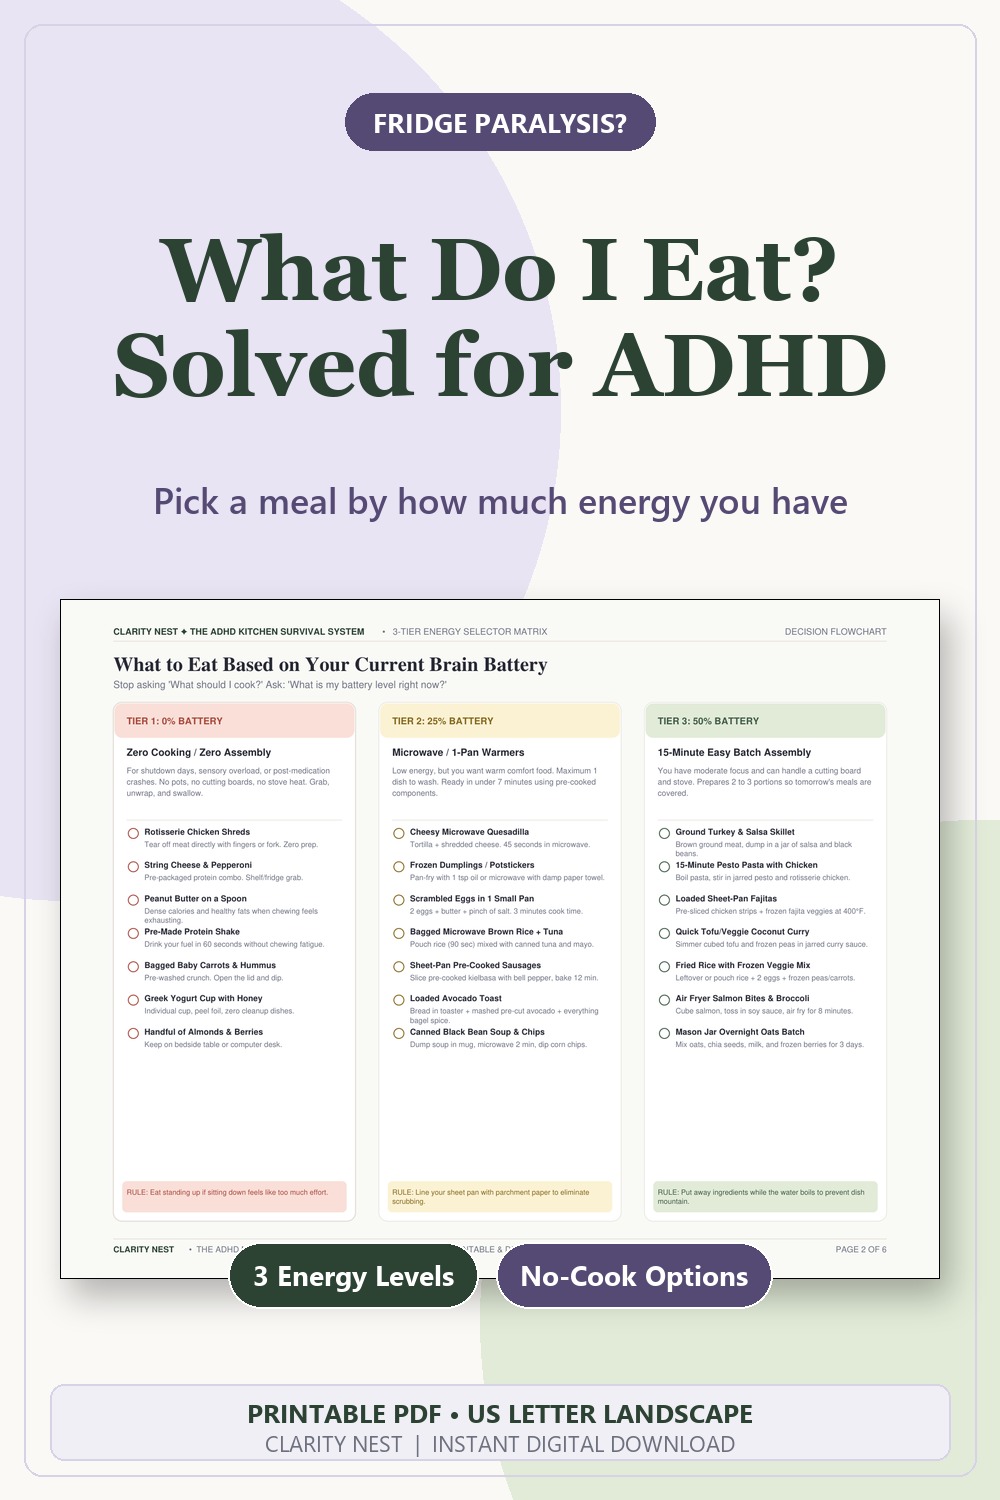 FRIDGE PARALYSIS?
What Do I Eat?
Solved for ADHD
Pick a meal by how much energy you have
CLARITY NEST ✦ THE ADHD KITCHEN SURVIVAL SYSTEM • 3-TIER ENERGY SELECTOR MATRIX DECISION FLOWCHART
What to Eat Based on Your Current Brain Battery
Stop asking 'What should I cook?' Ask: 'What is my battery level right now?'
TIER 1: 0% BATTERY
Zero Cooking / Zero Assembly
For shutdown days, sensory overload, or post-medication
crashes. No pots, no cutting boards, no stove heat. Grab,
unwrap, and swallow.
Rotisserie Chicken Shreds
Tear off meat directly with fingers or fork. Zero prep.
String Cheese & Pepperoni
Pre-packaged protein combo. Shelf/fridge grab.
Peanut Butter on a Spoon
Dense calories and healthy fats when chewing feels
exhausting.
Pre-Made Protein Shake
Drink your fuel in 60 seconds without chewing fatigue.
Bagged Baby Carrots & Hummus
Pre-washed crunch. Open the lid and dip.
Greek Yogurt Cup with Honey
Individual cup, peel foil, zero cleanup dishes.
Handful of Almonds & Berries
Keep on bedside table or computer desk.
RULE: Eat standing up if sitting down feels like too much effort.
TIER 2: 25% BATTERY
Microwave / 1-Pan Warmers
Low energy, but you want warm comfort food. Maximum 1
dish to wash. Ready in under 7 minutes using pre-cooked
components.
Cheesy Microwave Quesadilla
Tortilla + shredded cheese. 45 seconds in microwave.
Frozen Dumplings / Potstickers
Pan-fry with 1 tsp oil or microwave with damp paper towel.
Scrambled Eggs in 1 Small Pan
2 eggs + butter + pinch of salt. 3 minutes cook time.
Bagged Microwave Brown Rice + Tuna
Pouch rice (90 sec) mixed with canned tuna and mayo.
Sheet-Pan Pre-Cooked Sausages
Slice pre-cooked kielbasa with bell pepper, bake 12 min.
Loaded Avocado Toast
Bread in toaster + mashed pre-cut avocado + everything
bagel spice.
Canned Black Bean Soup & Chips
Dump soup in mug, microwave 2 min, dip corn chips.
RULE: Line your sheet pan with parchment paper to eliminate
scrubbing.
TIER 3: 50% BATTERY
15-Minute Easy Batch Assembly
You have moderate focus and can handle a cutting board
and stove. Prepares 2 to 3 portions so tomorrow's meals are
covered.
Ground Turkey & Salsa Skillet
Brown ground meat, dump in a jar of salsa and black
beans.
15-Minute Pesto Pasta with Chicken
Boil pasta, stir in jarred pesto and rotisserie chicken.
Loaded Sheet-Pan Fajitas
Pre-sliced chicken strips + frozen fajita veggies at 400°F.
Quick Tofu/Veggie Coconut Curry
Simmer cubed tofu and frozen peas in jarred curry sauce.
Fried Rice with Frozen Veggie Mix
Leftover or pouch rice + 2 eggs + frozen peas/carrots.
Air Fryer Salmon Bites & Broccoli
Cube salmon, toss in soy sauce, air fry for 8 minutes.
Mason Jar Overnight Oats Batch
Mix oats, chia seeds, milk, and frozen berries for 3 days.
RULE: Put away ingredients while the water boils to prevent dish
mountain.
CLARITY NEST • THE ADHD PAGE 2 OF 6
3 Energy Levels
No-Cook Options
PRINTABLE PDF • US LETTER LANDSCAPE
CLARITY NEST | INSTANT DIGITAL DOWNLOAD